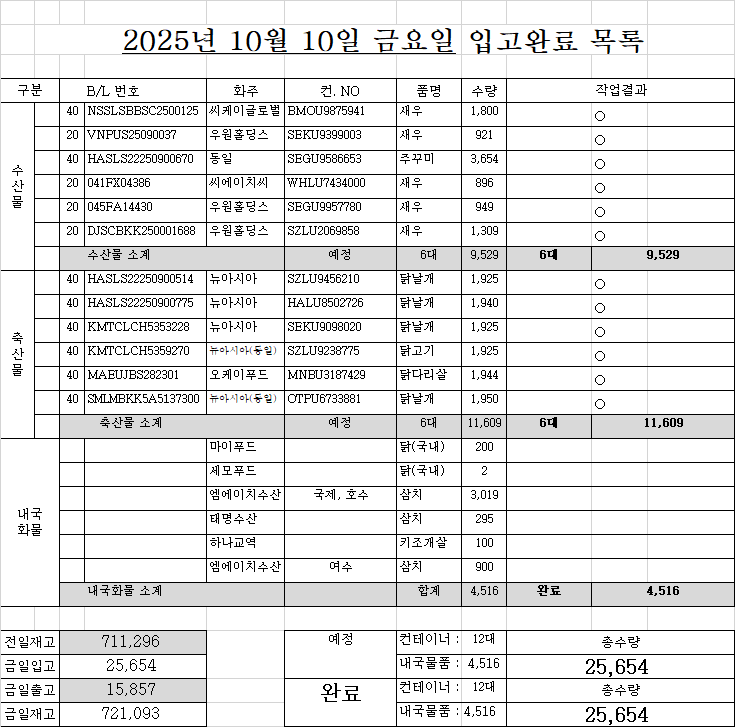 2025년 10월 10일 금요일 입고완료 목록
구분 B/L 번호 화주 컨. NO 품명 수량 작업결과
수산물
40 NSSLSBBSC2500125 씨케이글로벌 BMOU9875941 새우 1,800 ○
20 VNPUS25090037 우원홀딩스 SEKU9399003 새우 921 ○
40 HASLS22250900670 동일 SEGU9586653 주꾸미 3,654 ○
20 041FX04386 씨에이치씨 WHLU7434000 새우 896 ○
20 045FA14430 우원홀딩스 SEGU9957780 새우 949 ○
20 DJSCBKK250001688 우원홀딩스 SZLU2069858 새우 1,309 ○
수산물 소계 예정 6대 9,529 6대 9,529
축산물
40 HASLS22250900514 뉴아시아 SZLU9456210 닭날개 1,925 ○
40 HASLS22250900775 뉴아시아 HALU8502726 닭날개 1,940 ○
40 KMTCLCH5353228 뉴아시아 SEKU9098020 닭날개 1,925 ○
40 KMTCLCH5359270 뉴아시아(동일) SZLU9238775 닭고기 1,925 ○
40 MAEUJBS282301 오케이푸드 MNBU3187429 닭다리살 1,944 ○
40 SMLMBKK5A5137300 뉴아시아(동일) OTPU6733881 닭날개 1,950 ○
축산물 소계 예정 6대 11,609 6대 11,609
내국화물
마이푸드 닭(국내) 200
세모푸드 닭(국내) 2
엠에이치수산 국제, 호수 삼치 3,019
태명수산 삼치 295
하나교역 키조개살 100
엠에이치수산 여수 삼치 900
내국화물 소계 합계 4,516 완료 4,516
전일재고 711,296 예정 컨테이너 : 12대 총수량
금일입고 25,654 내국물품 : 4,516 25,654
금일출고 15,857 완료 컨테이너 : 12대 총수량
금일재고 721,093 내국물품 : 4,516 25,654